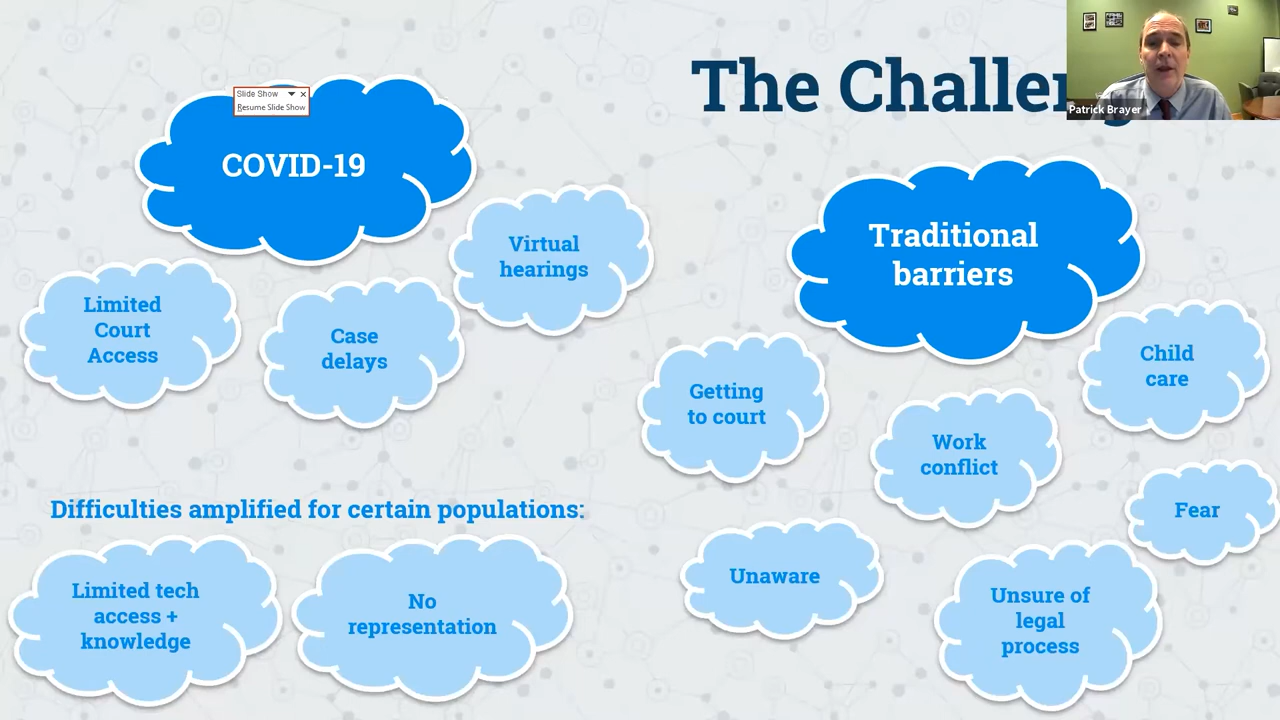 The Challeng
Patrick Brayer
Slide Show
Resume Slide Show
COVID-19
Virtual
hearings
Limited
Court
Access
Case
delays
Difficulties amplified for certain populations:
Limited tech
access +
knowledge
No
representation
Traditional
barriers
Getting
to court
Child
care
Work
conflict
Fear
Unaware
Unsure of
legal
process